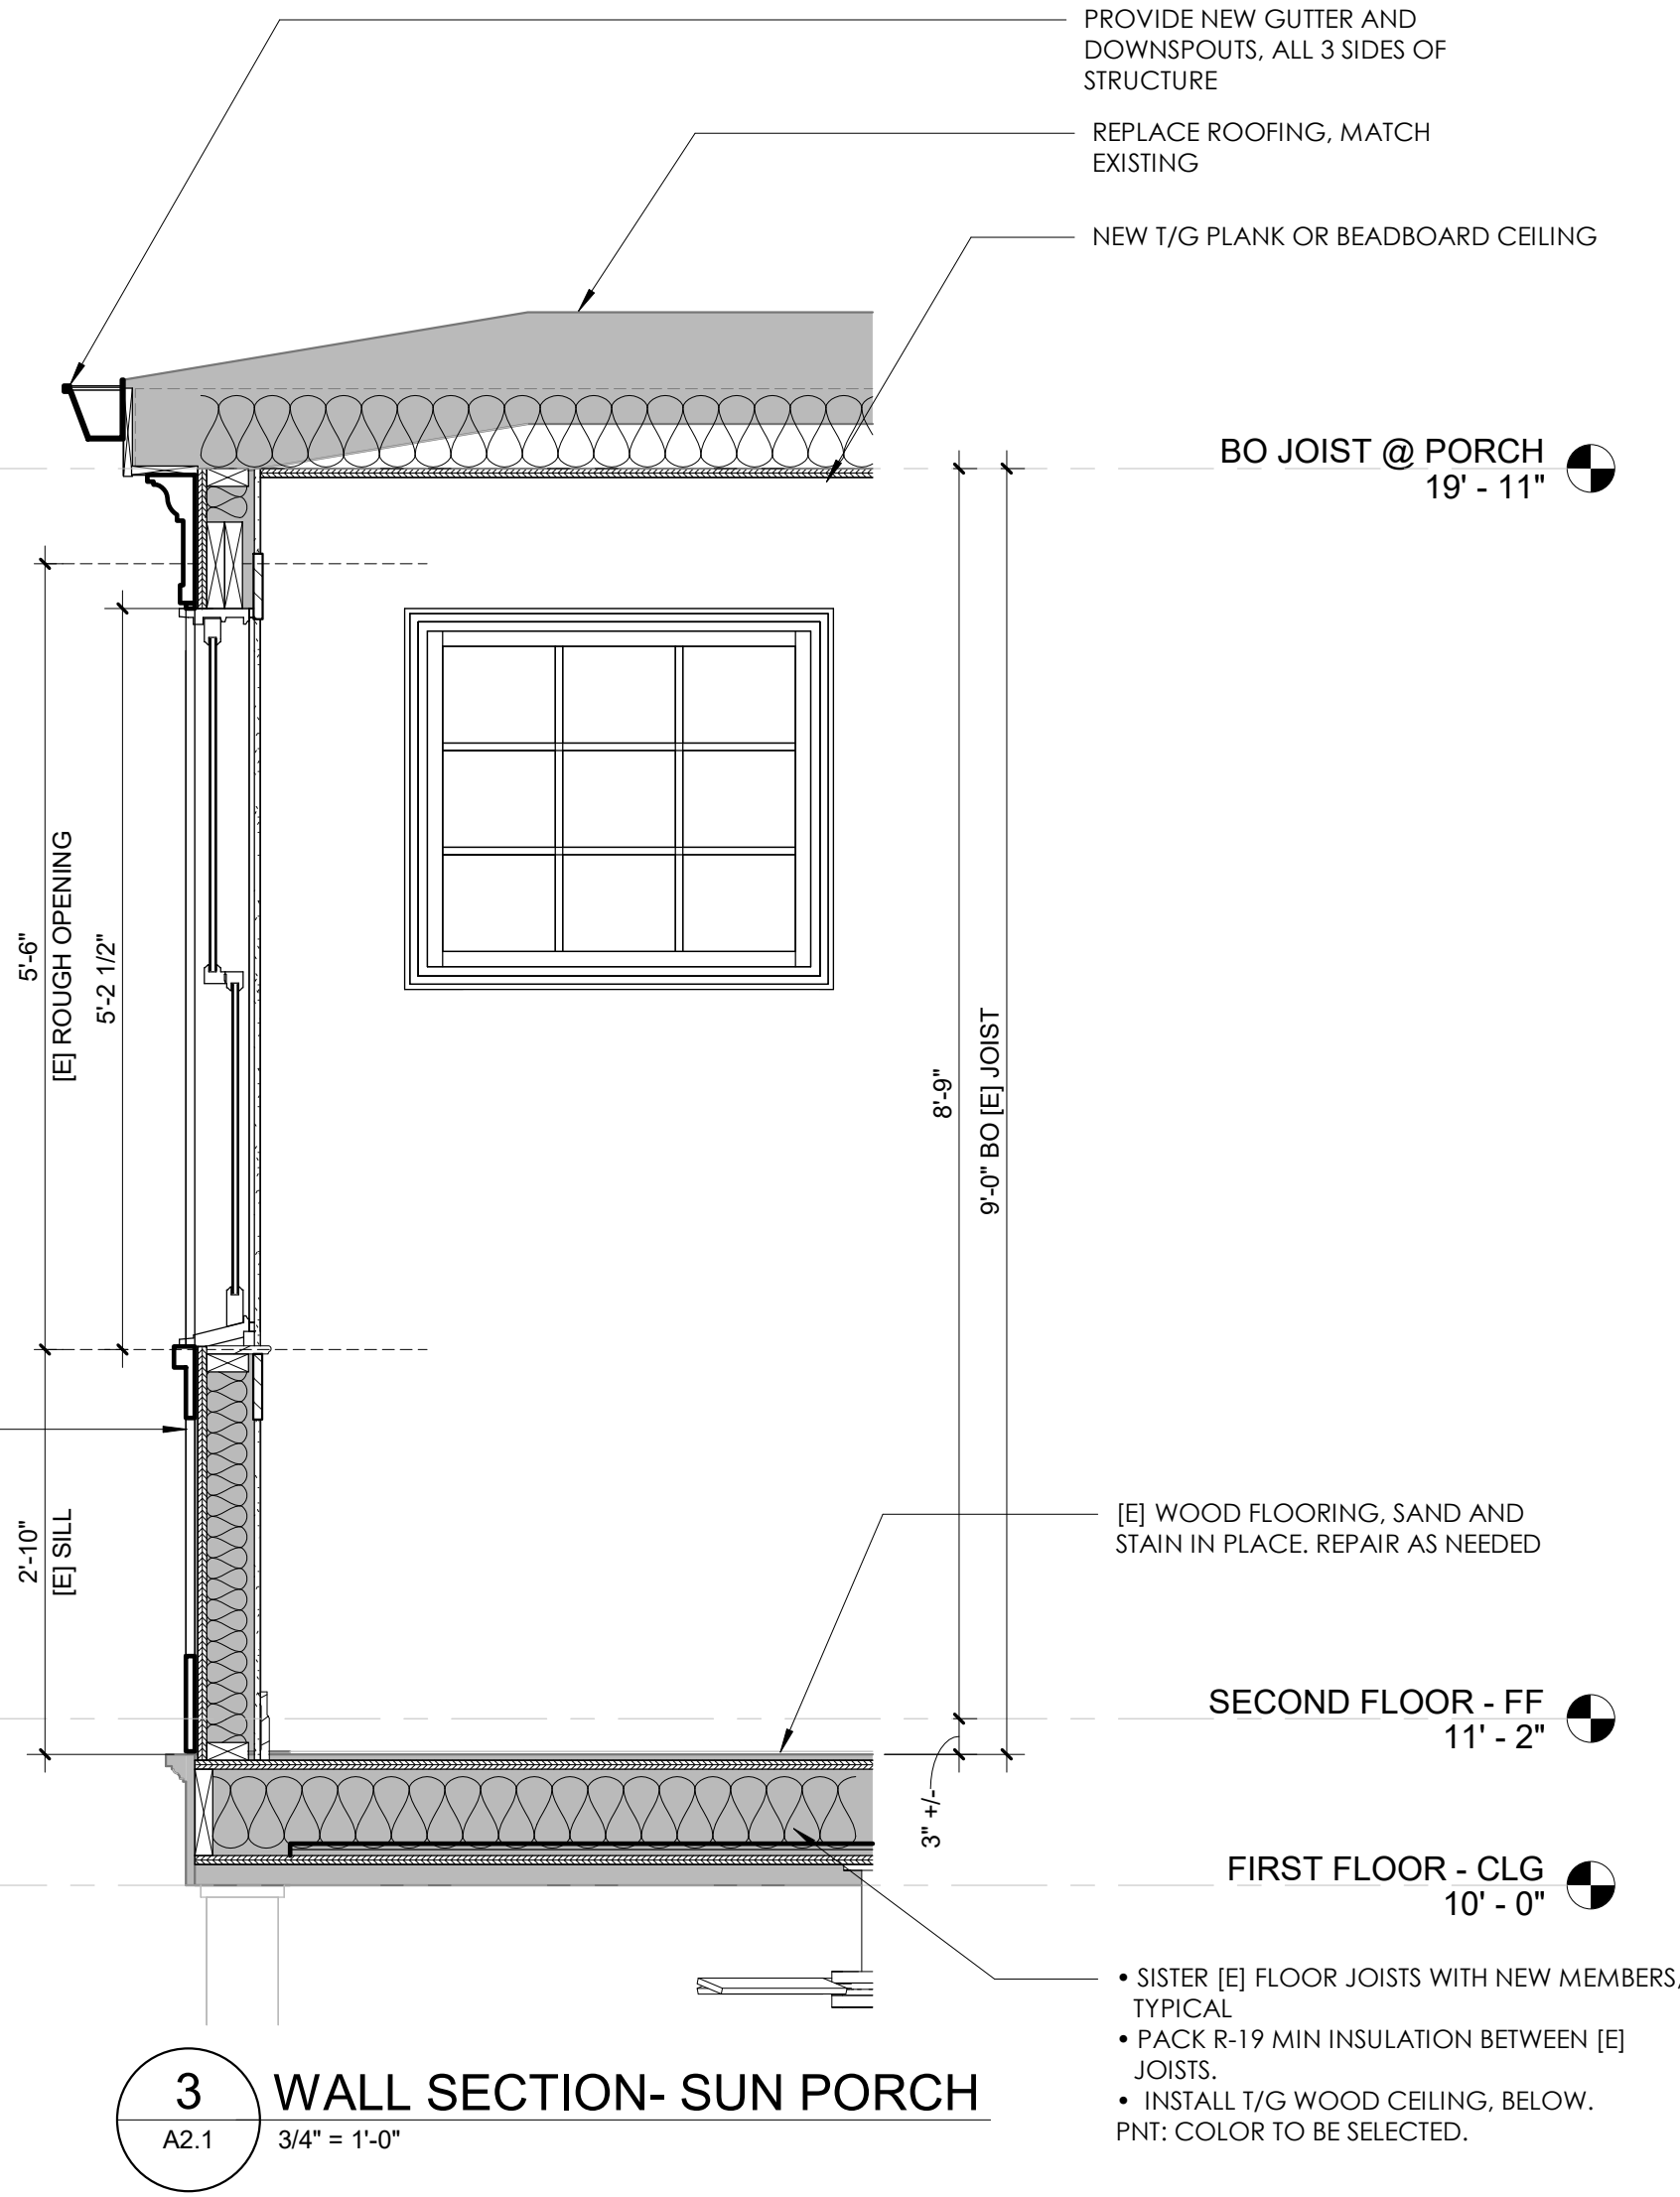 PROVIDE NEW GUTTER AND
DOWNSPOUTS, ALL 3 SIDES OF
STRUCTURE
REPLACE ROOFING, MATCH
EXISTING
NEW T/G PLANK OR BEADBOARD CEILING
BO JOIST @ PORCH
19' - 11"
5'-6"
[E] ROUGH OPENING
5'-2 1/2"
8'-9"
9'-0" BO [E] JOIST
2'-10"
[E] SILL
[E] WOOD FLOORING, SAND AND
STAIN IN PLACE. REPAIR AS NEEDED
SECOND FLOOR - FF
11' - 2"
3" +/-
FIRST FLOOR - CLG
10' - 0"
• SISTER [E] FLOOR JOISTS WITH NEW MEMBERS,
TYPICAL
• PACK R-19 MIN INSULATION BETWEEN [E]
JOISTS.
• INSTALL T/G WOOD CEILING, BELOW.
PNT: COLOR TO BE SELECTED.
3
A2.1
WALL SECTION- SUN PORCH
3/4" = 1'-0"